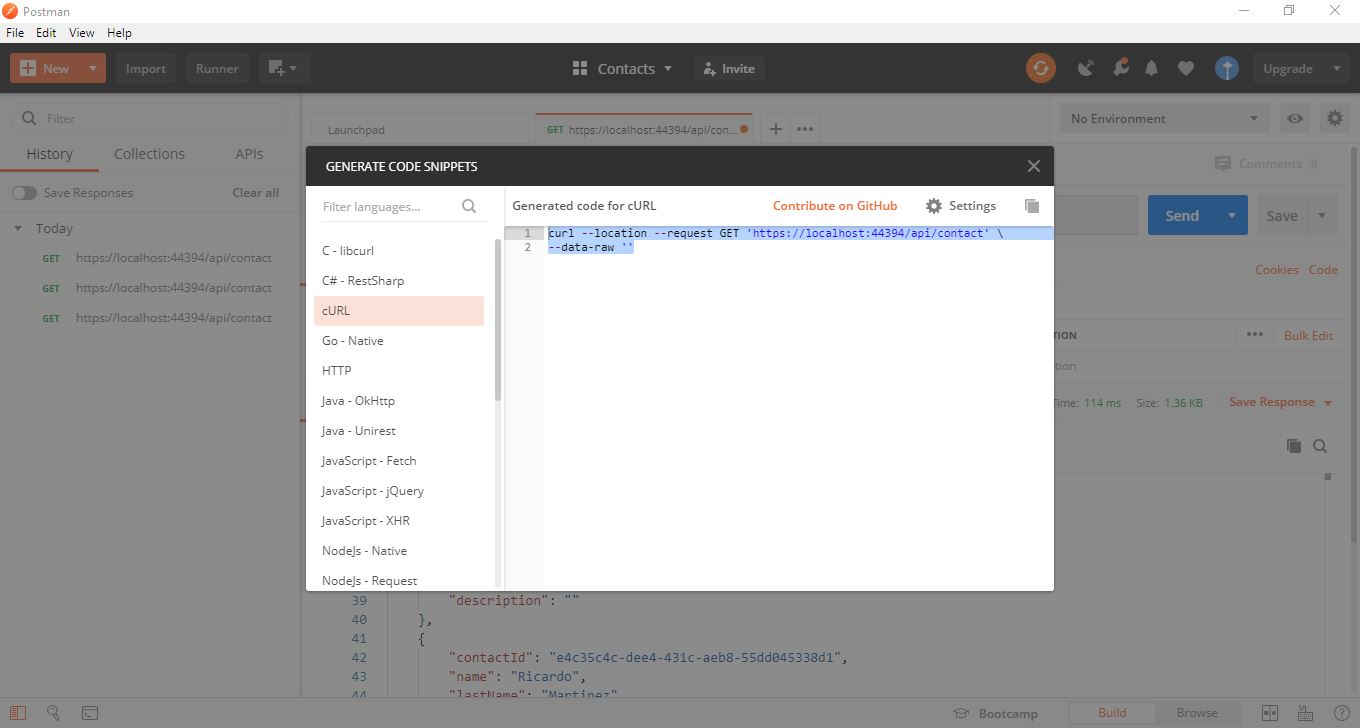 Postman
File Edit View Help
New Import Runner Contacts Invite Upgrade
Filter
History Collections APIs
Save Responses Clear all
Today
GET https://localhost:44394/api/contact
GET https://localhost:44394/api/contact
GET https://localhost:44394/api/contact
Launchpad GET https://localhost:44394/api/con... + ...
No Environment
Comments 0
Send Save
Cookies Code
TION ... Bulk Edit
tion
Time: 114 ms Size: 1.36 KB Save Response
GENERATE CODE SNIPPETS
Filter languages...
C - libcurl
C# - RestSharp
cURL
Go - Native
HTTP
Java - OkHttp
Java - Unirest
JavaScript - Fetch
JavaScript - jQuery
JavaScript - XHR
NodeJs - Native
NodeJs - Request
Generated code for cURL Contribute on GitHub Settings
1 curl --location --request GET 'https://localhost:44394/api/contact' \
2 --data-raw ''
39 "description": ""
40 },
41 {
42 "contactId": "e4c35c4c-dee4-431c-aeb8-55dd045338d1",
43 "name": "Ricardo",
44 "lastName": "Martinez"
Bootcamp Build Browse